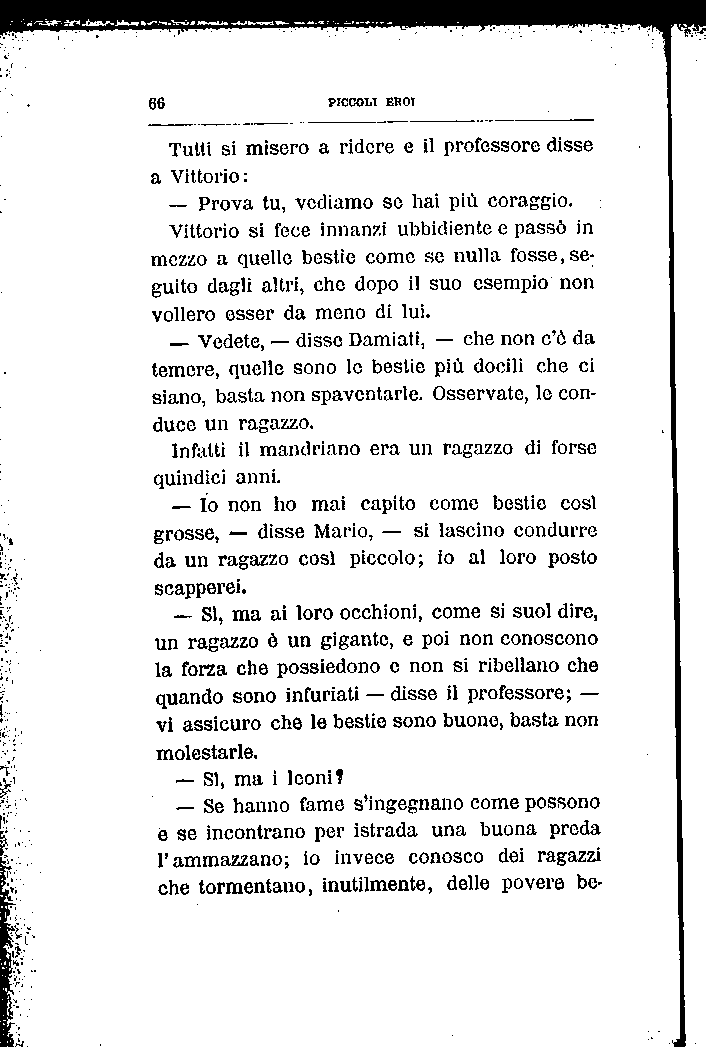 66 PICCOLI EROI
Tutti si misero a ridere e il professore disse
a Vittorio:
— Prova tu, vediamo se hai più coraggio.
Vittorio si fece innanzi ubbidiente e passò in
mezzo a quelle bestie come se nulla fosse, se-
guito dagli altri, che dopo il suo esempio non
vollero esser da meno di lui.
— Vedete, — disse Damiati, — che non c'è da
temere, quelle sono le bestie più docili che ci
siano, basta non spaventarle. Osservate, le con-
duce un ragazzo.
Infatti il mandriano era un ragazzo di forse
quindici anni.
— Io non ho mai capito come bestie così
grosse, — disse Mario, — si lascino condurre
da un ragazzo così piccolo; io al loro posto
scapperei.
— Sì, ma ai loro occhioni, come si suol dire,
un ragazzo è un gigante, e poi non conoscono
la forza che possiedono e non si ribellano che
quando sono infuriati — disse il professore; —
vi assicuro che le bestie sono buone, basta non
molestarle.
— Sì, ma i leoni?
— Se hanno fame s'ingegnano come possono
e se incontrano per istrada una buona preda
l'ammazzano; io invece conosco dei ragazzi
che tormentano, inutilmente, delle povere be-